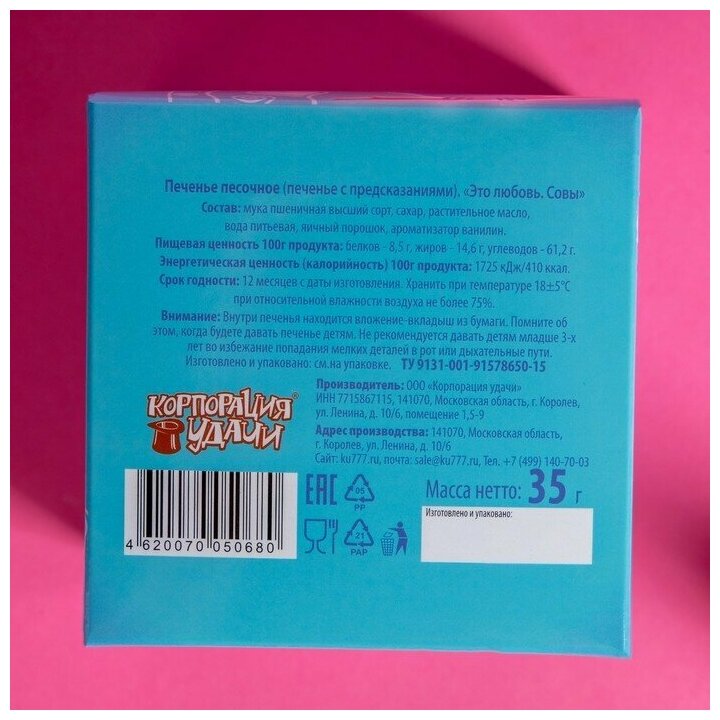 Печенье песочное (печенье с предсказаниями). «Это любовь. Совы»
Состав: мука пшеничная высший сорт, сахар, растительное масло,
вода питьевая, яичный порошок, ароматизатор ванилин.
Пищевая ценность 100г продукта: белков - 8,5 г, жиров - 14,6 г, углеводов - 61,2 г.
Энергетическая ценность (калорийность) 100г продукта: 1725 кДж/410 ккал.
Срок годности: 12 месяцев с даты изготовления. Хранить при температуре 18±5°С
при относительной влажности воздуха не более 75%.
Внимание: Внутри печенья находится вложение-вкладыш из бумаги. Помните об
этом, когда будете давать печенье детям. Не рекомендуется давать детям младше 3-х
лет во избежание попадания мелких деталей в рот или дыхательные пути.
Изготовлено и упаковано: см.на упаковке. ТУ 9131-001-91578650-15
КОРПОРАЦИЯ
УДАЧИ
®
Производитель: ООО «Корпорация удачи»
ИНН 7715867115, 141070, Московская область, г. Королев,
ул. Ленина, д. 10/6, помещение 1,5-9
Адрес производства: 141070, Московская область,
г. Королев, ул. Ленина, д. 10/6
Сайт: ku777.ru, почта: sale@ku777.ru, Тел. +7 (499) 140-70-03
4 620070 050680
EAC
05
PP
21
PAP
Масса нетто: 35 г
Изготовлено и упаковано: